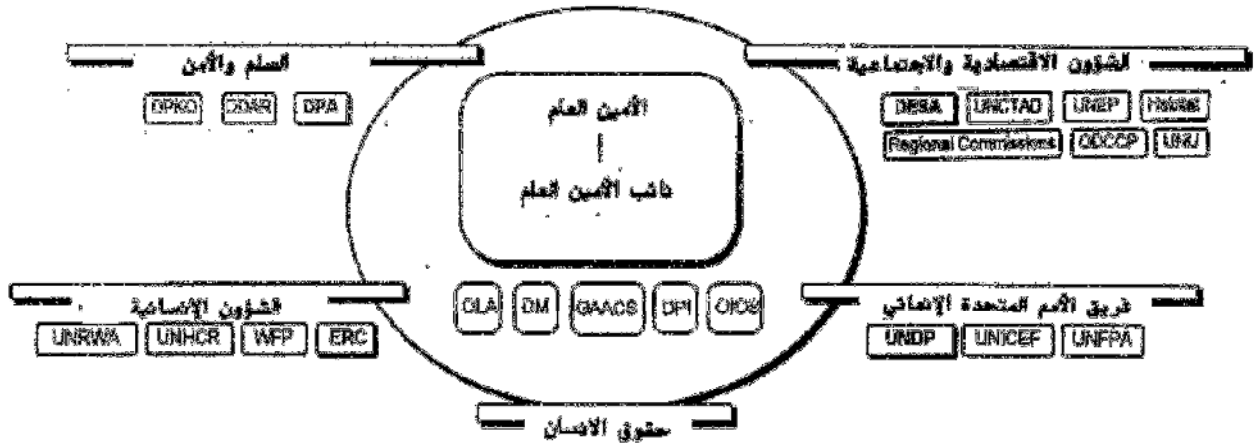 السلم والأمن
DPKO DDAR DPA
الشؤون الاقتصادية والاجتماعية
DESA UNCTAD UNEP Habitat
Regional Commissions ODCCP UNU
الأمين العام
نائب الأمين العام
OLA DM GAACS DPI OIOS
الشؤون الإنسانية
UNRWA UNHCR WFP ERC
فريق الأمم المتحدة الإنمائي
UNDP UNICEF UNFPA
حقوق الانسان